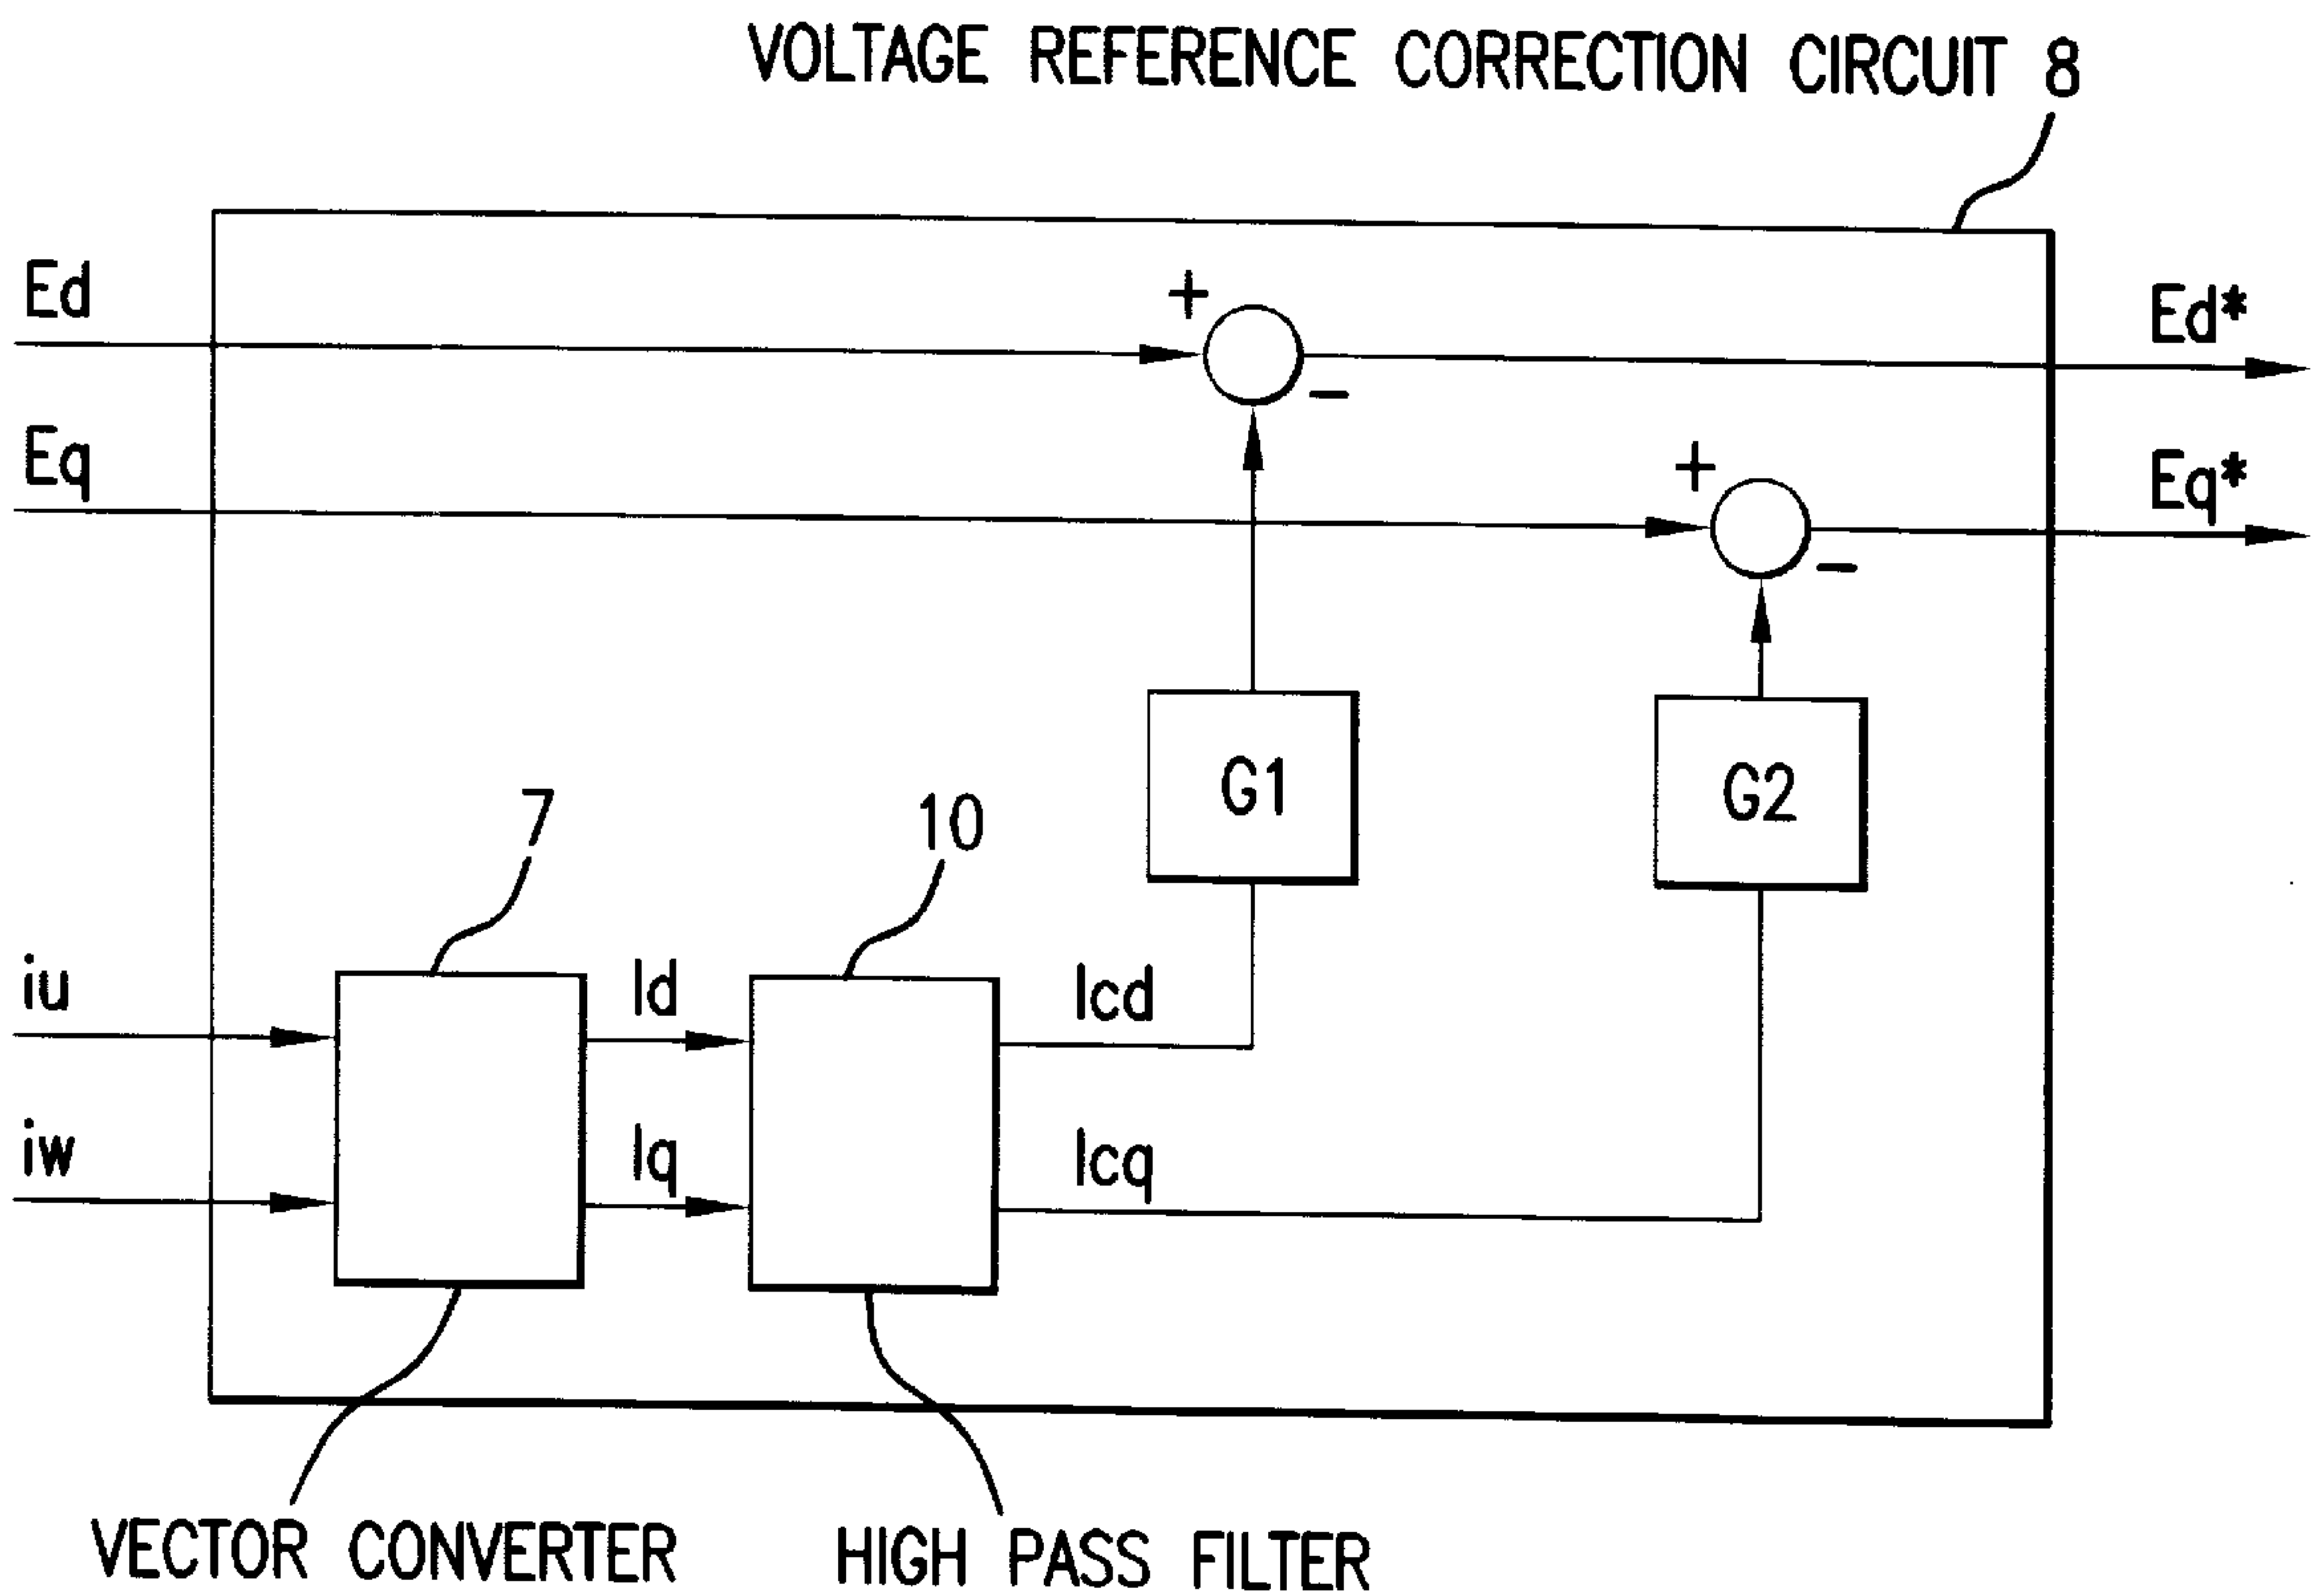 VOLTAGE REFERENCE CORRECTION CIRCUIT 8
Ed
+
Ed*
−
Eq
+
Eq*
−
G1
G2
7
10
iu
Id
Icd
iw
Iq
Icq
VECTOR CONVERTER
HIGH PASS FILTER